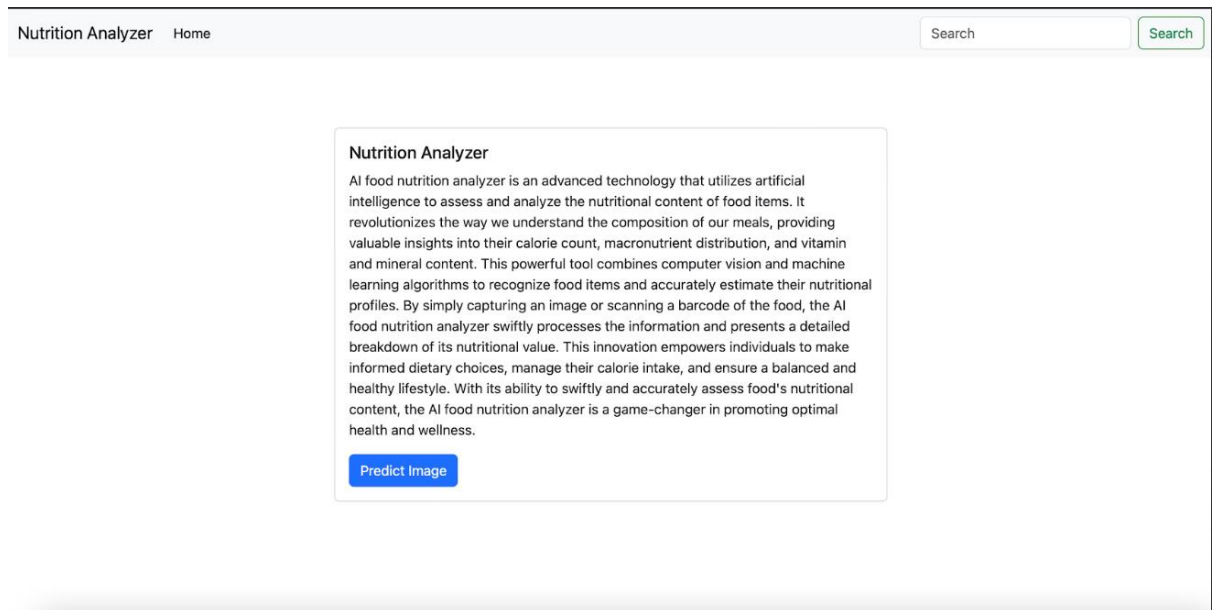 Nutrition Analyzer Home Search Search
Nutrition Analyzer
AI food nutrition analyzer is an advanced technology that utilizes artificial
intelligence to assess and analyze the nutritional content of food items. It
revolutionizes the way we understand the composition of our meals, providing
valuable insights into their calorie count, macronutrient distribution, and vitamin
and mineral content. This powerful tool combines computer vision and machine
learning algorithms to recognize food items and accurately estimate their nutritional
profiles. By simply capturing an image or scanning a barcode of the food, the AI
food nutrition analyzer swiftly processes the information and presents a detailed
breakdown of its nutritional value. This innovation empowers individuals to make
informed dietary choices, manage their calorie intake, and ensure a balanced and
healthy lifestyle. With its ability to swiftly and accurately assess food's nutritional
content, the AI food nutrition analyzer is a game-changer in promoting optimal
health and wellness.
Predict Image